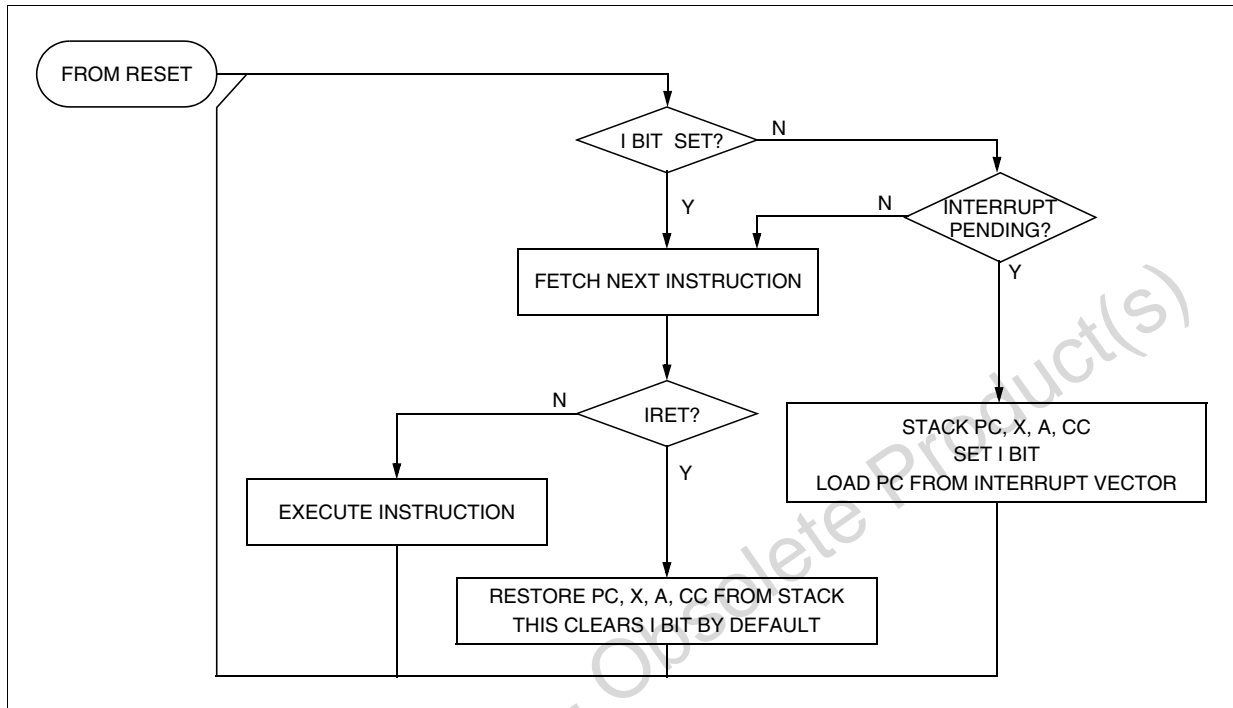 FROM RESET
I BIT SET?
N
Y
N
INTERRUPT
PENDING?
Y
FETCH NEXT INSTRUCTION
N
IRET?
Y
STACK PC, X, A, CC
SET I BIT
LOAD PC FROM INTERRUPT VECTOR
EXECUTE INSTRUCTION
RESTORE PC, X, A, CC FROM STACK
THIS CLEARS I BIT BY DEFAULT
Obsolete Product(s)